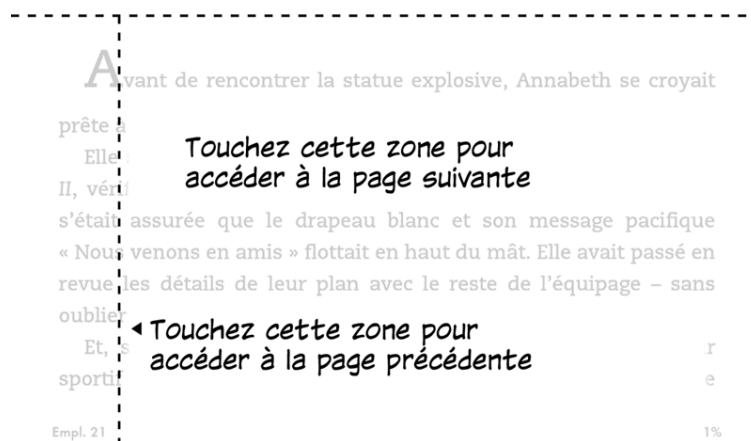 Avant de rencontrer la statue explosive, Annabeth se croyait
prête à
Touchez cette zone pour
Elle
accéder à la page suivante
II, véri
s'était assurée que le drapeau blanc et son message pacifique
« Nous venons en amis » flottait en haut du mât. Elle avait passé en
revue les détails de leur plan avec le reste de l'équipage – sans
oublier
Touchez cette zone pour
Et, s r
accéder à la page précédente
sportif e
Empl. 21 1%